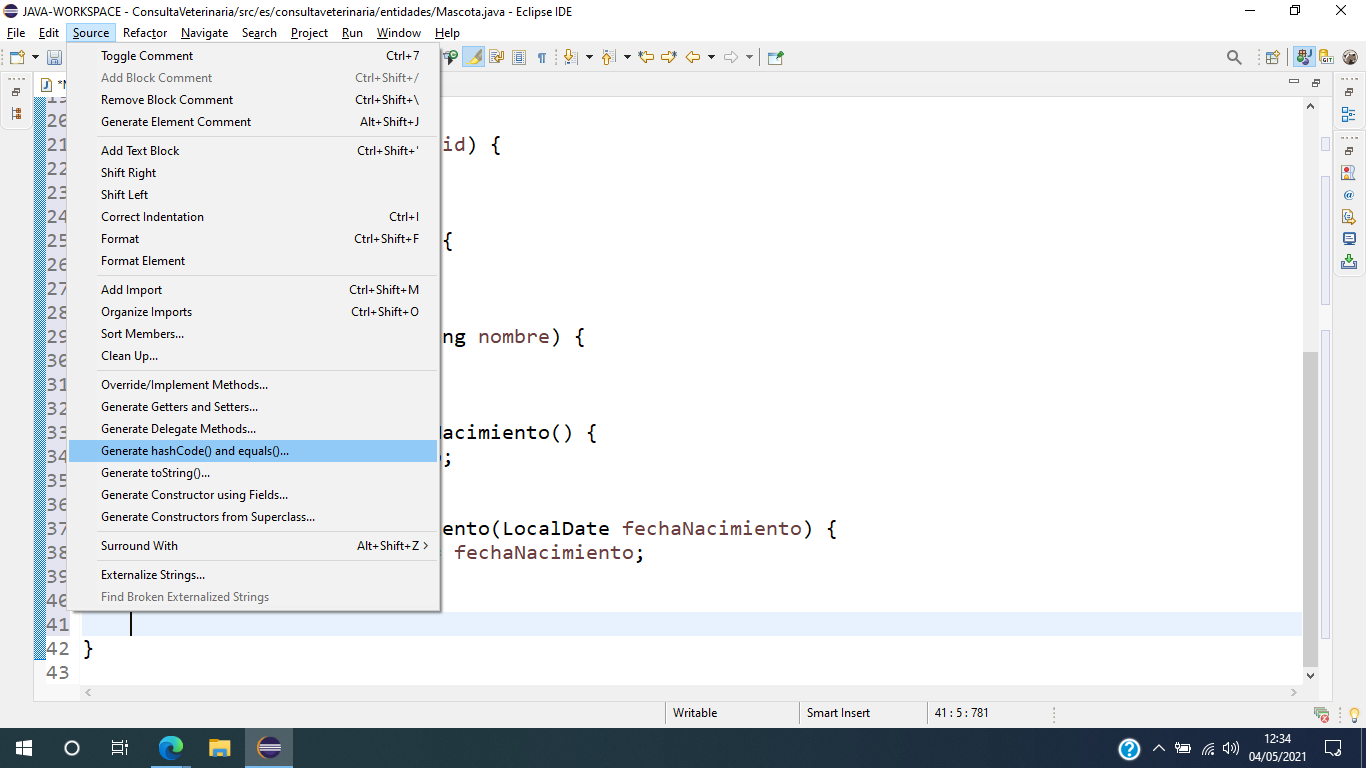 JAVA-WORKSPACE - ConsultaVeterinaria/src/es/consultaveterinaria/entidades/Mascota.java - Eclipse IDE
File Edit Source Refactor Navigate Search Project Run Window Help
Toggle Comment Ctrl+7
Add Block Comment Ctrl+Shift+/
Remove Block Comment Ctrl+Shift+\
Generate Element Comment Alt+Shift+J
Add Text Block Ctrl+Shift+'
Shift Right
Shift Left
Correct Indentation Ctrl+I
Format Ctrl+Shift+F
Format Element
Add Import Ctrl+Shift+M
Organize Imports Ctrl+Shift+O
Sort Members...
Clean Up...
Override/Implement Methods...
Generate Getters and Setters...
Generate Delegate Methods...
Generate hashCode() and equals()...
Generate toString()...
Generate Constructor using Fields...
Generate Constructors from Superclass...
Surround With Alt+Shift+Z >
Externalize Strings...
Find Broken Externalized Strings
20
21 id) {
22
23
24
25 {
26
27
28
29 ng nombre) {
30
31
32
33 acimiento() {
34 ;
35
36
37 ento(LocalDate fechaNacimiento) {
38 fechaNacimiento;
39
40
41
42 }
43
Writable Smart Insert 41 : 5 : 781
12:34
04/05/2021